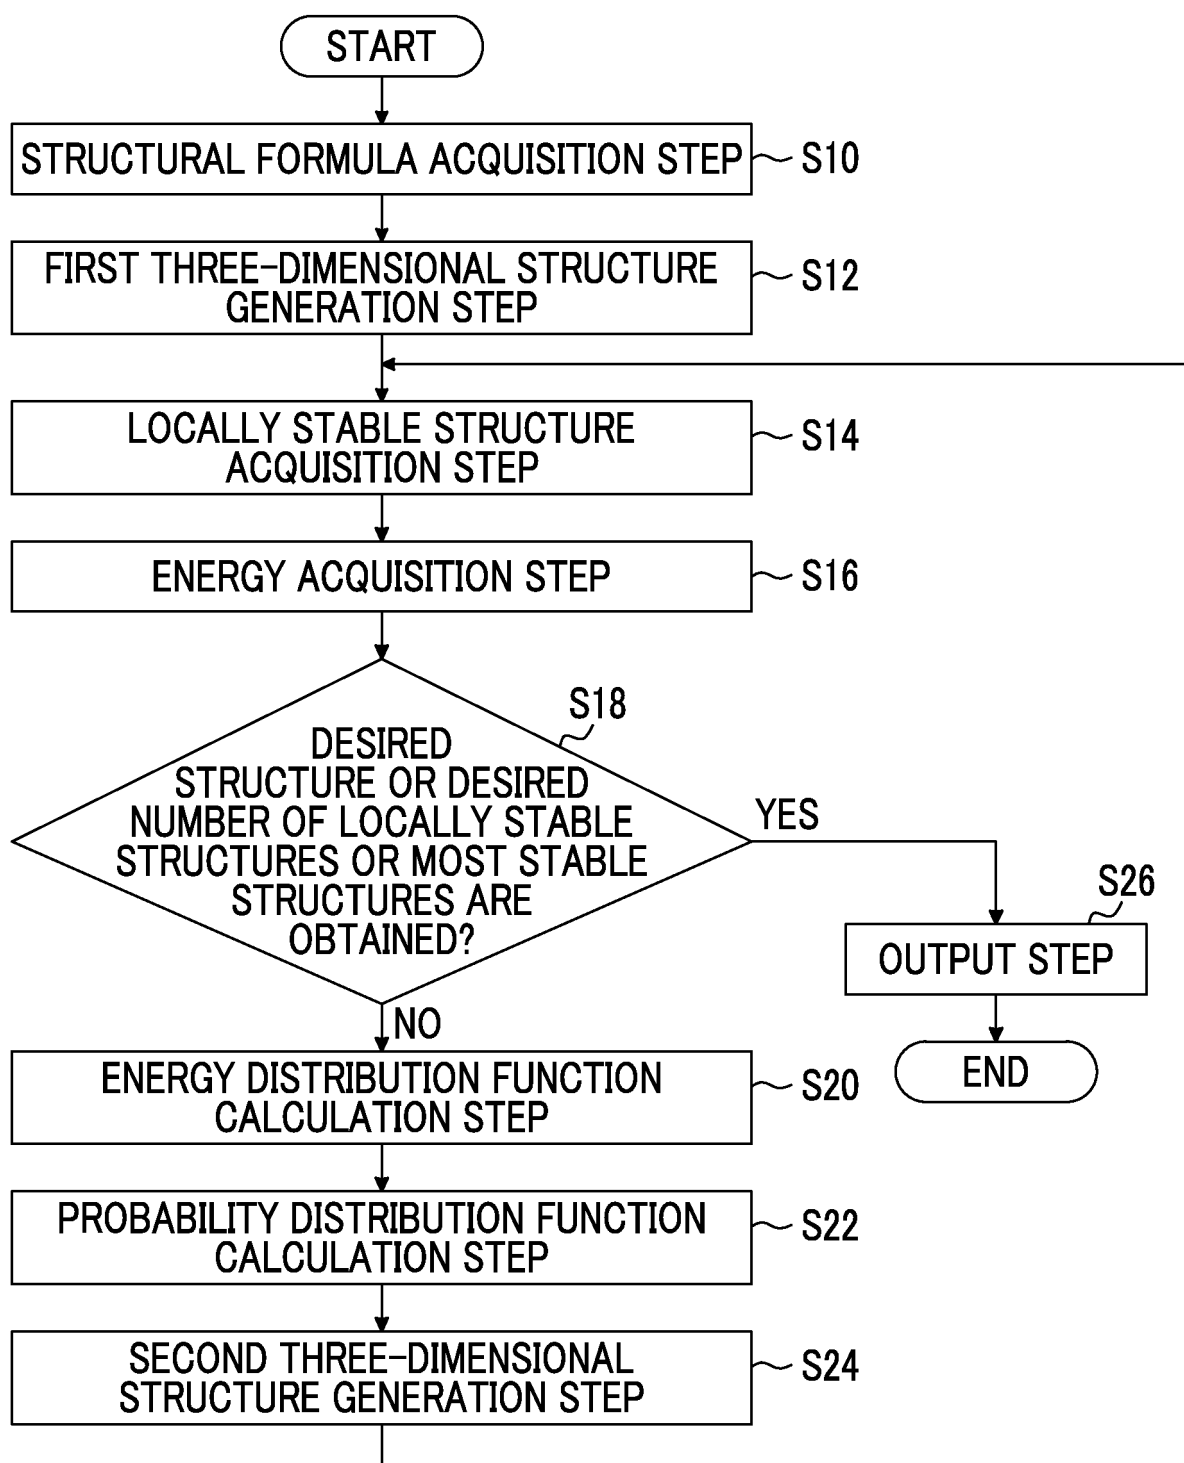 START
STRUCTURAL FORMULA ACQUISITION STEP
S10
FIRST THREE-DIMENSIONAL STRUCTURE
GENERATION STEP
S12
LOCALLY STABLE STRUCTURE
ACQUISITION STEP
S14
ENERGY ACQUISITION STEP
S16
S18
DESIRED
STRUCTURE OR DESIRED
NUMBER OF LOCALLY STABLE
STRUCTURES OR MOST STABLE
STRUCTURES ARE
OBTAINED?
YES
S26
OUTPUT STEP
END
NO
ENERGY DISTRIBUTION FUNCTION
CALCULATION STEP
S20
PROBABILITY DISTRIBUTION FUNCTION
CALCULATION STEP
S22
SECOND THREE-DIMENSIONAL
STRUCTURE GENERATION STEP
S24